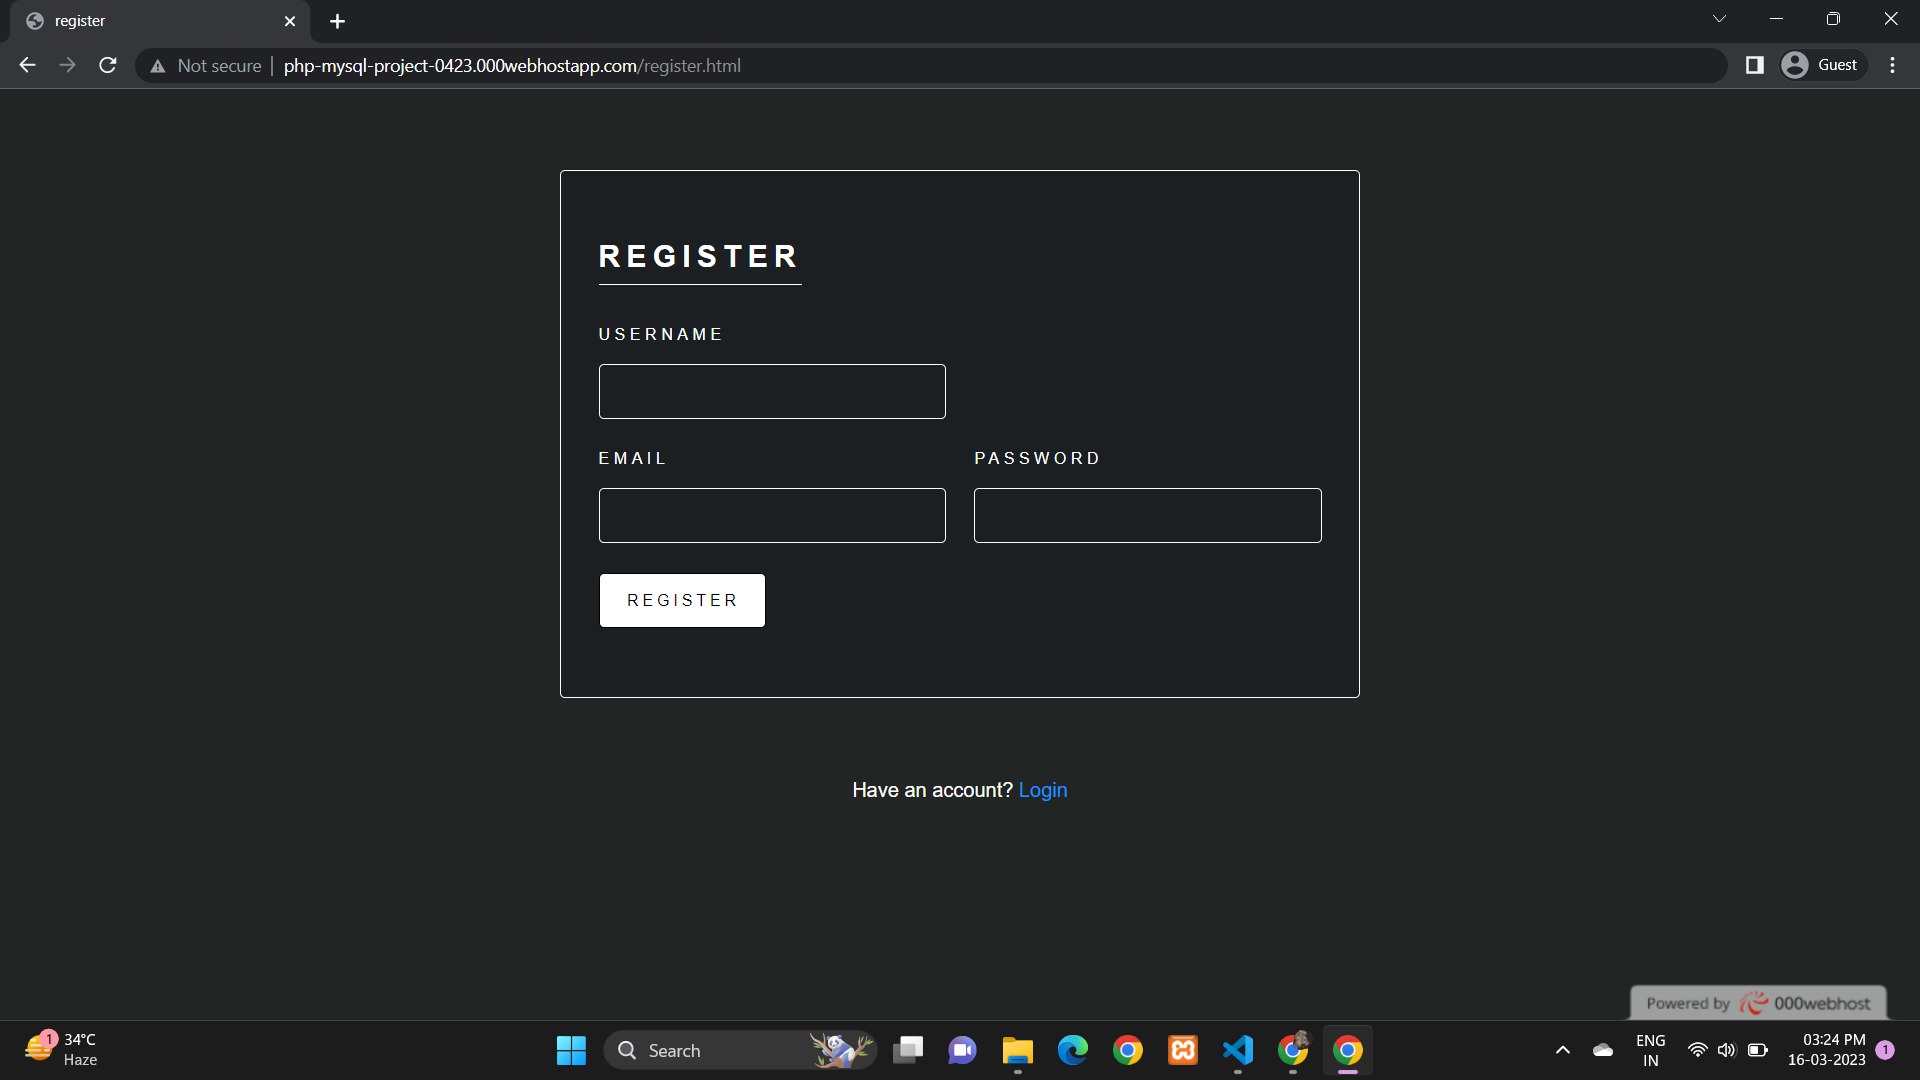 register
Not secure
php-mysql-project-0423.000webhostapp.com/register.html
Guest
REGISTER
USERNAME
EMAIL
PASSWORD
REGISTER
Have an account? Login
Powered by 000webhost
1
34°C
Haze
Search
ENG
IN
03:24 PM
16-03-2023
1